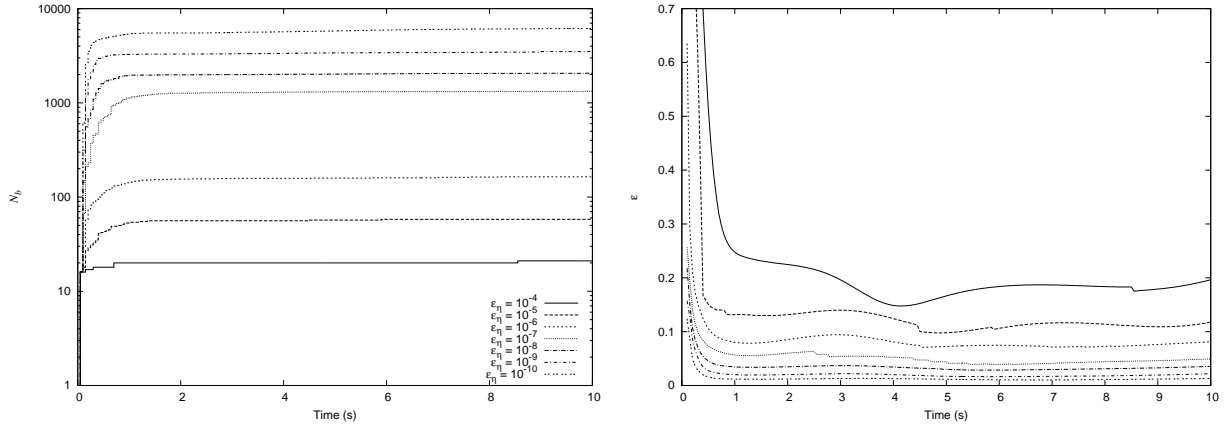 10000
1000
100
10
1
0
2
4
6
8
10
N_b
Time (s)
ε_η = 10^-4
ε_η = 10^-5
ε_η = 10^-6
ε_η = 10^-7
ε_η = 10^-8
ε_η = 10^-9
ε_η = 10^-10
0.7
0.6
0.5
0.4
0.3
0.2
0.1
0
0
1
2
3
4
5
6
7
8
9
10
ε
Time (s)